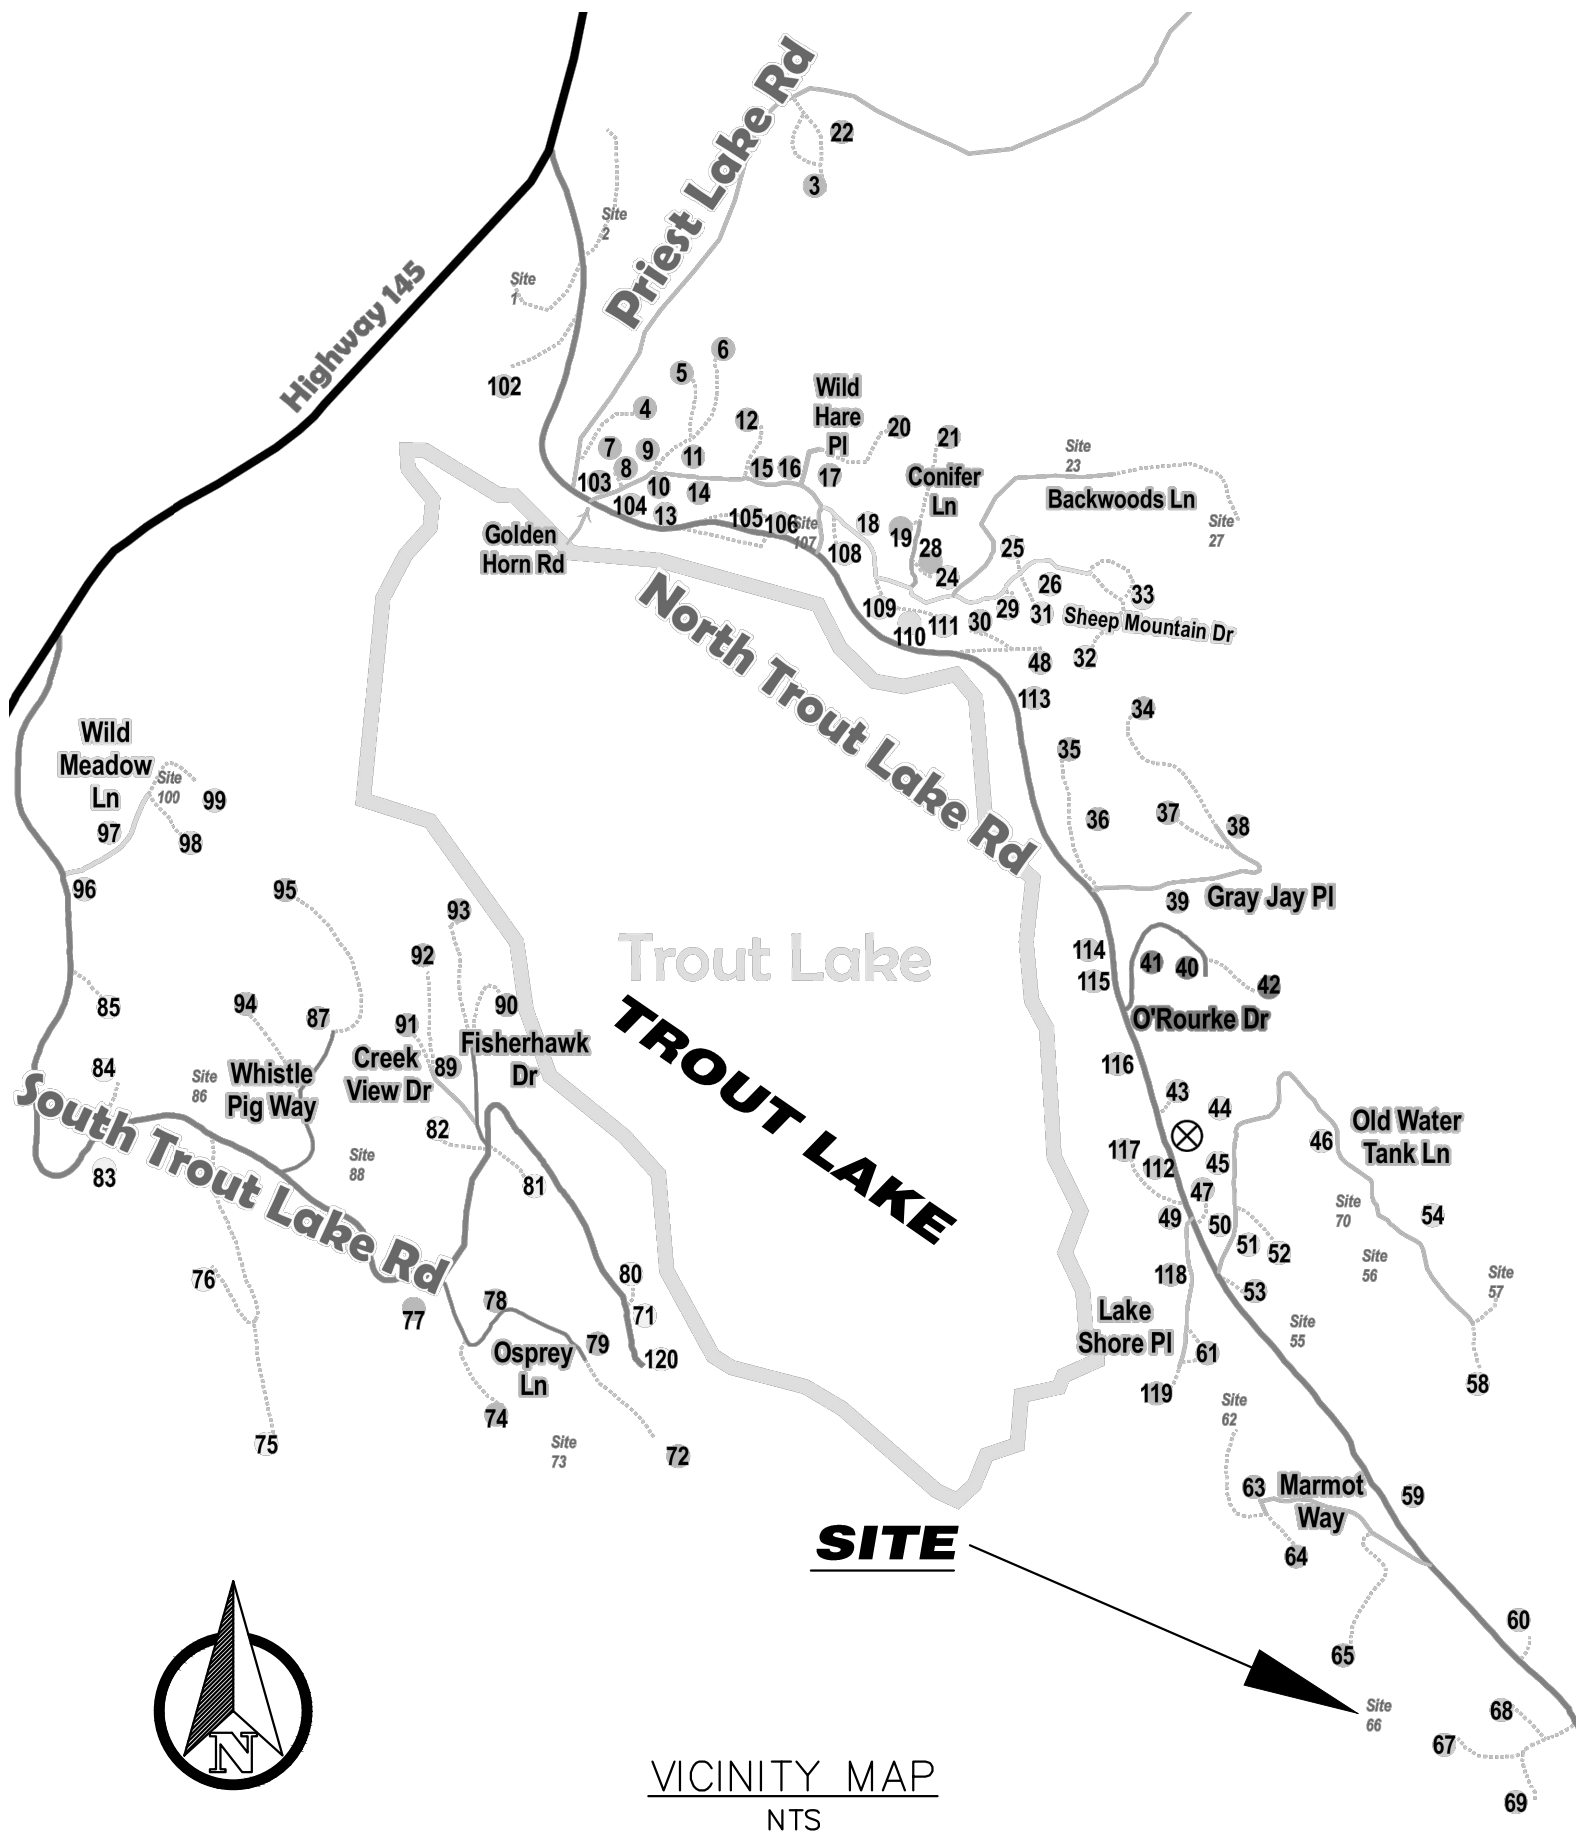 Priest Lake Rd
22
3
Site
2
Highway 145
Site
1
6
5
102
Wild
Hare
Pl
4
12
20
21
7
9
11
8
15
16
17
Conifer
Ln
Site
23
103
10
14
Backwoods Ln
104
13
105
106
Site
107
18
19
Site
27
Golden
Horn Rd
108
28
25
24
26
33
109
29
31
Sheep Mountain Dr
110
111
30
48
32
North Trout Lake Rd
113
34
35
Wild
Meadow
Ln
Site
100
99
97
98
36
37
38
96
95
39
Gray Jay Pl
93
92
114
41
40
115
42
Trout Lake
85
94
87
91
90
O'Rourke Dr
TROUT LAKE
84
Site
86
Whistle
Pig Way
Creek
View Dr
89
Fisherhawk
Dr
116
43
44
South Trout Lake Rd
82
Old Water
Tank Ln
46
83
Site
88
81
117
112
45
47
Site
70
54
49
50
51
52
Site
56
76
80
118
53
Site
57
77
78
71
Lake
Shore Pl
Site
55
79
Osprey
Ln
120
61
119
58
74
Site
62
75
Site
73
72
63
Marmot
Way
59
SITE
64
60
65
Site
66
68
67
69
N
VICINITY MAP
NTS